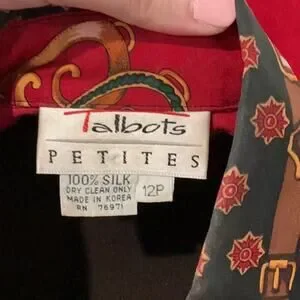 Talbots
PETITES
100% SILK
DRY CLEAN ONLY
MADE IN KOREA
RN 76971
12P